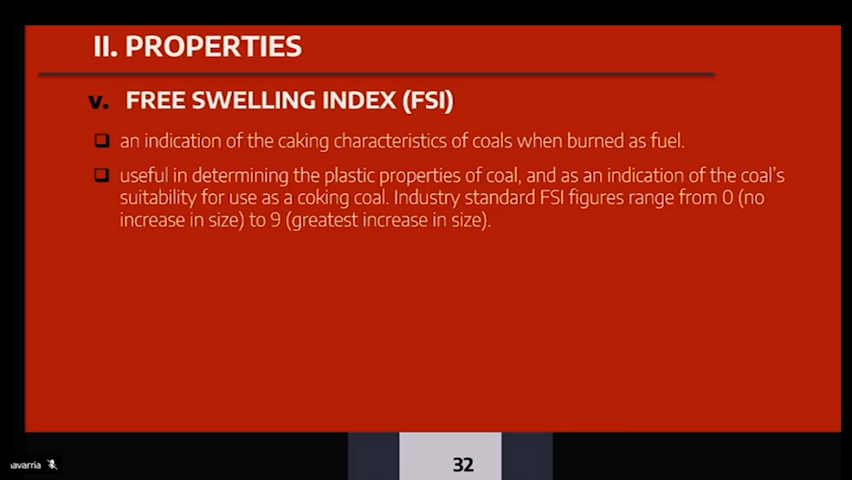 II. PROPERTIES
v. FREE SWELLING INDEX (FSI)
an indication of the caking characteristics of coals when burned as fuel.
useful in determining the plastic properties of coal, and as an indication of the coal's
suitability for use as a coking coal. Industry standard FSI figures range from 0 (no
increase in size) to 9 (greatest increase in size).
32